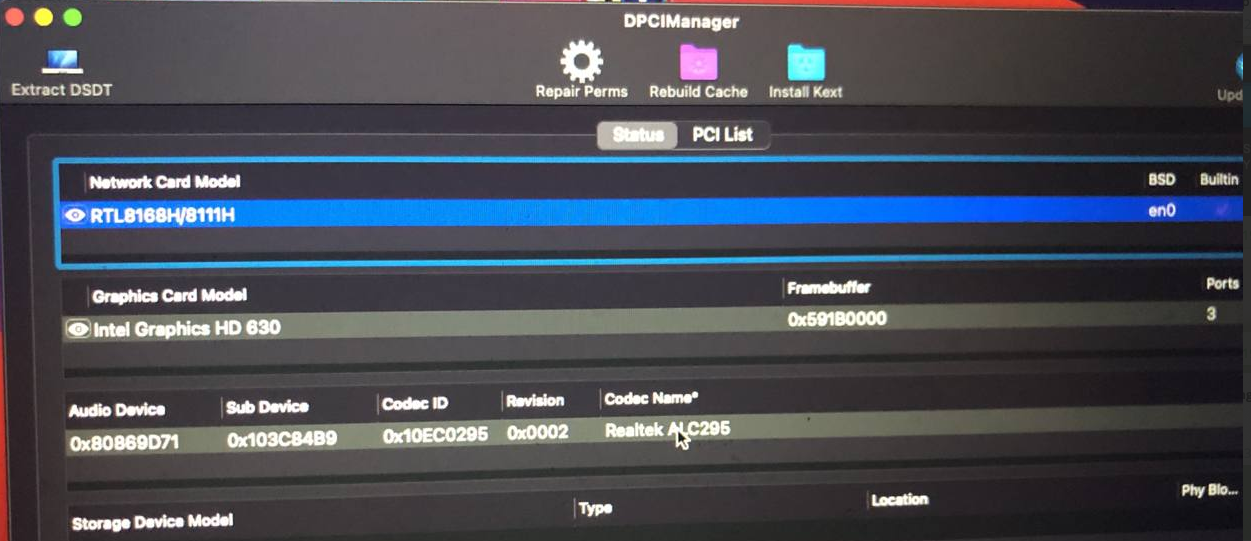 DPCIManager
Extract DSDT
Repair Perms Rebuild Cache Install Kext
Upd
Status PCI List
Network Card Model BSD Builtin
RTL8168H/8111H en0
Graphics Card Model Framebuffer Ports
Intel Graphics HD 630 0x591B0000 3
Audio Device Sub Device Codec ID Revision Codec Name*
0x80869D71 0x103C84B9 0x10EC0295 0x0002 Realtek ALC295
Storage Device Model Type Location Phy Blo...